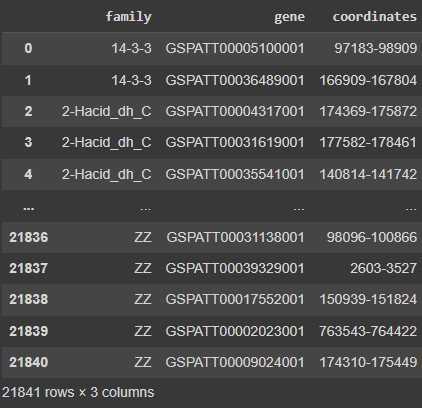 family gene coordinates
0 14-3-3 GSPATT00005100001 97183-98909
1 14-3-3 GSPATT00036489001 166909-167804
2 2-Hacid_dh_C GSPATT00004317001 174369-175872
3 2-Hacid_dh_C GSPATT00031619001 177582-178461
4 2-Hacid_dh_C GSPATT00035541001 140814-141742
... ... ... ...
21836 ZZ GSPATT00031138001 98096-100866
21837 ZZ GSPATT00039329001 2603-3527
21838 ZZ GSPATT00017552001 150939-151824
21839 ZZ GSPATT00002023001 763543-764422
21840 ZZ GSPATT00009024001 174310-175449
21841 rows × 3 columns